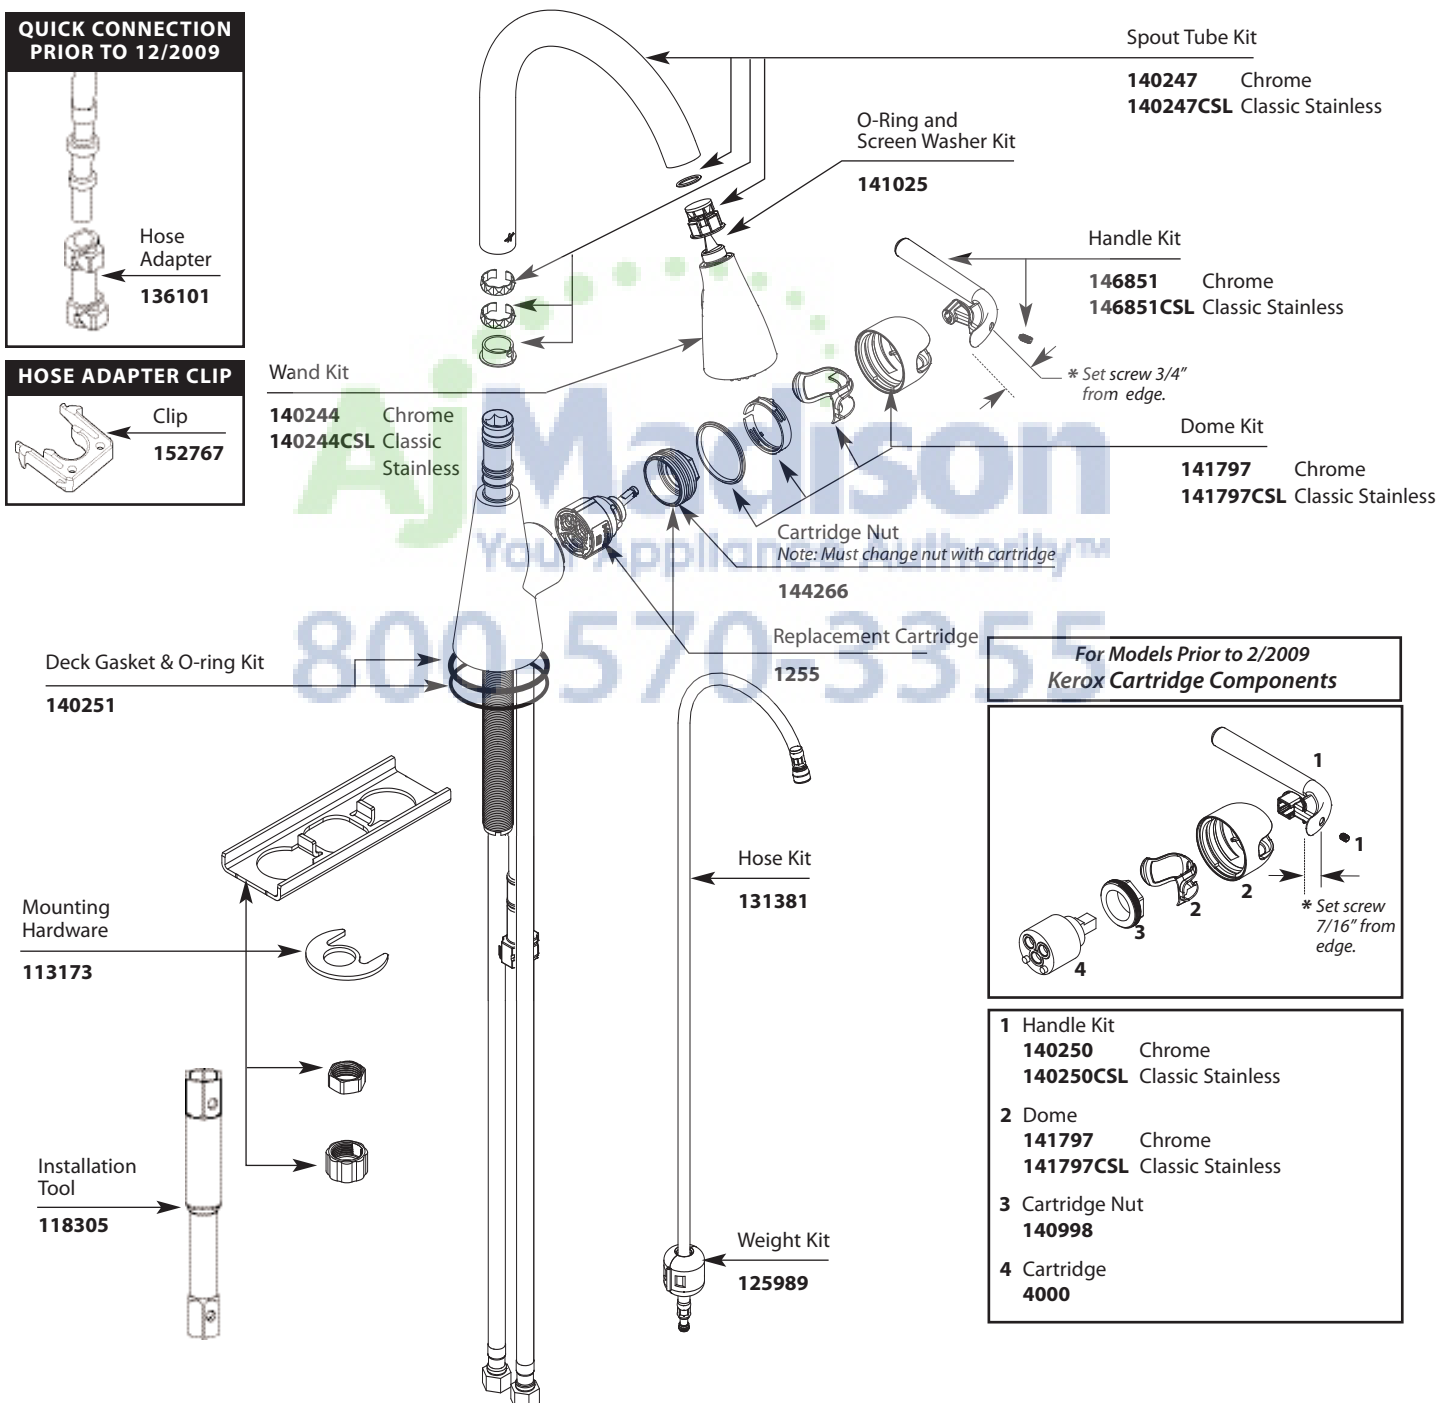 QUICK CONNECTION
PRIOR TO 12/2009
Hose
Adapter
136101
HOSE ADAPTER CLIP
Clip
152767
Spout Tube Kit
140247 Chrome
140247CSL Classic Stainless
O-Ring and
Screen Washer Kit
141025
Handle Kit
146851 Chrome
146851CSL Classic Stainless
* Set screw 3/4"
from edge.
Wand Kit
140244 Chrome
140244CSL Classic
Stainless
Dome Kit
141797 Chrome
141797CSL Classic Stainless
AjMadison
Your Appliance Authority™
800-570-3355
Cartridge Nut
Note: Must change nut with cartridge
144266
Replacement Cartridge
1255
Deck Gasket & O-ring Kit
140251
Mounting
Hardware
113173
Installation
Tool
118305
Hose Kit
131381
Weight Kit
125989
For Models Prior to 2/2009
Kerox Cartridge Components
1
1
2
2
3
4
* Set screw
7/16" from
edge.
1 Handle Kit
140250 Chrome
140250CSL Classic Stainless
2 Dome
141797 Chrome
141797CSL Classic Stainless
3 Cartridge Nut
140998
4 Cartridge
4000